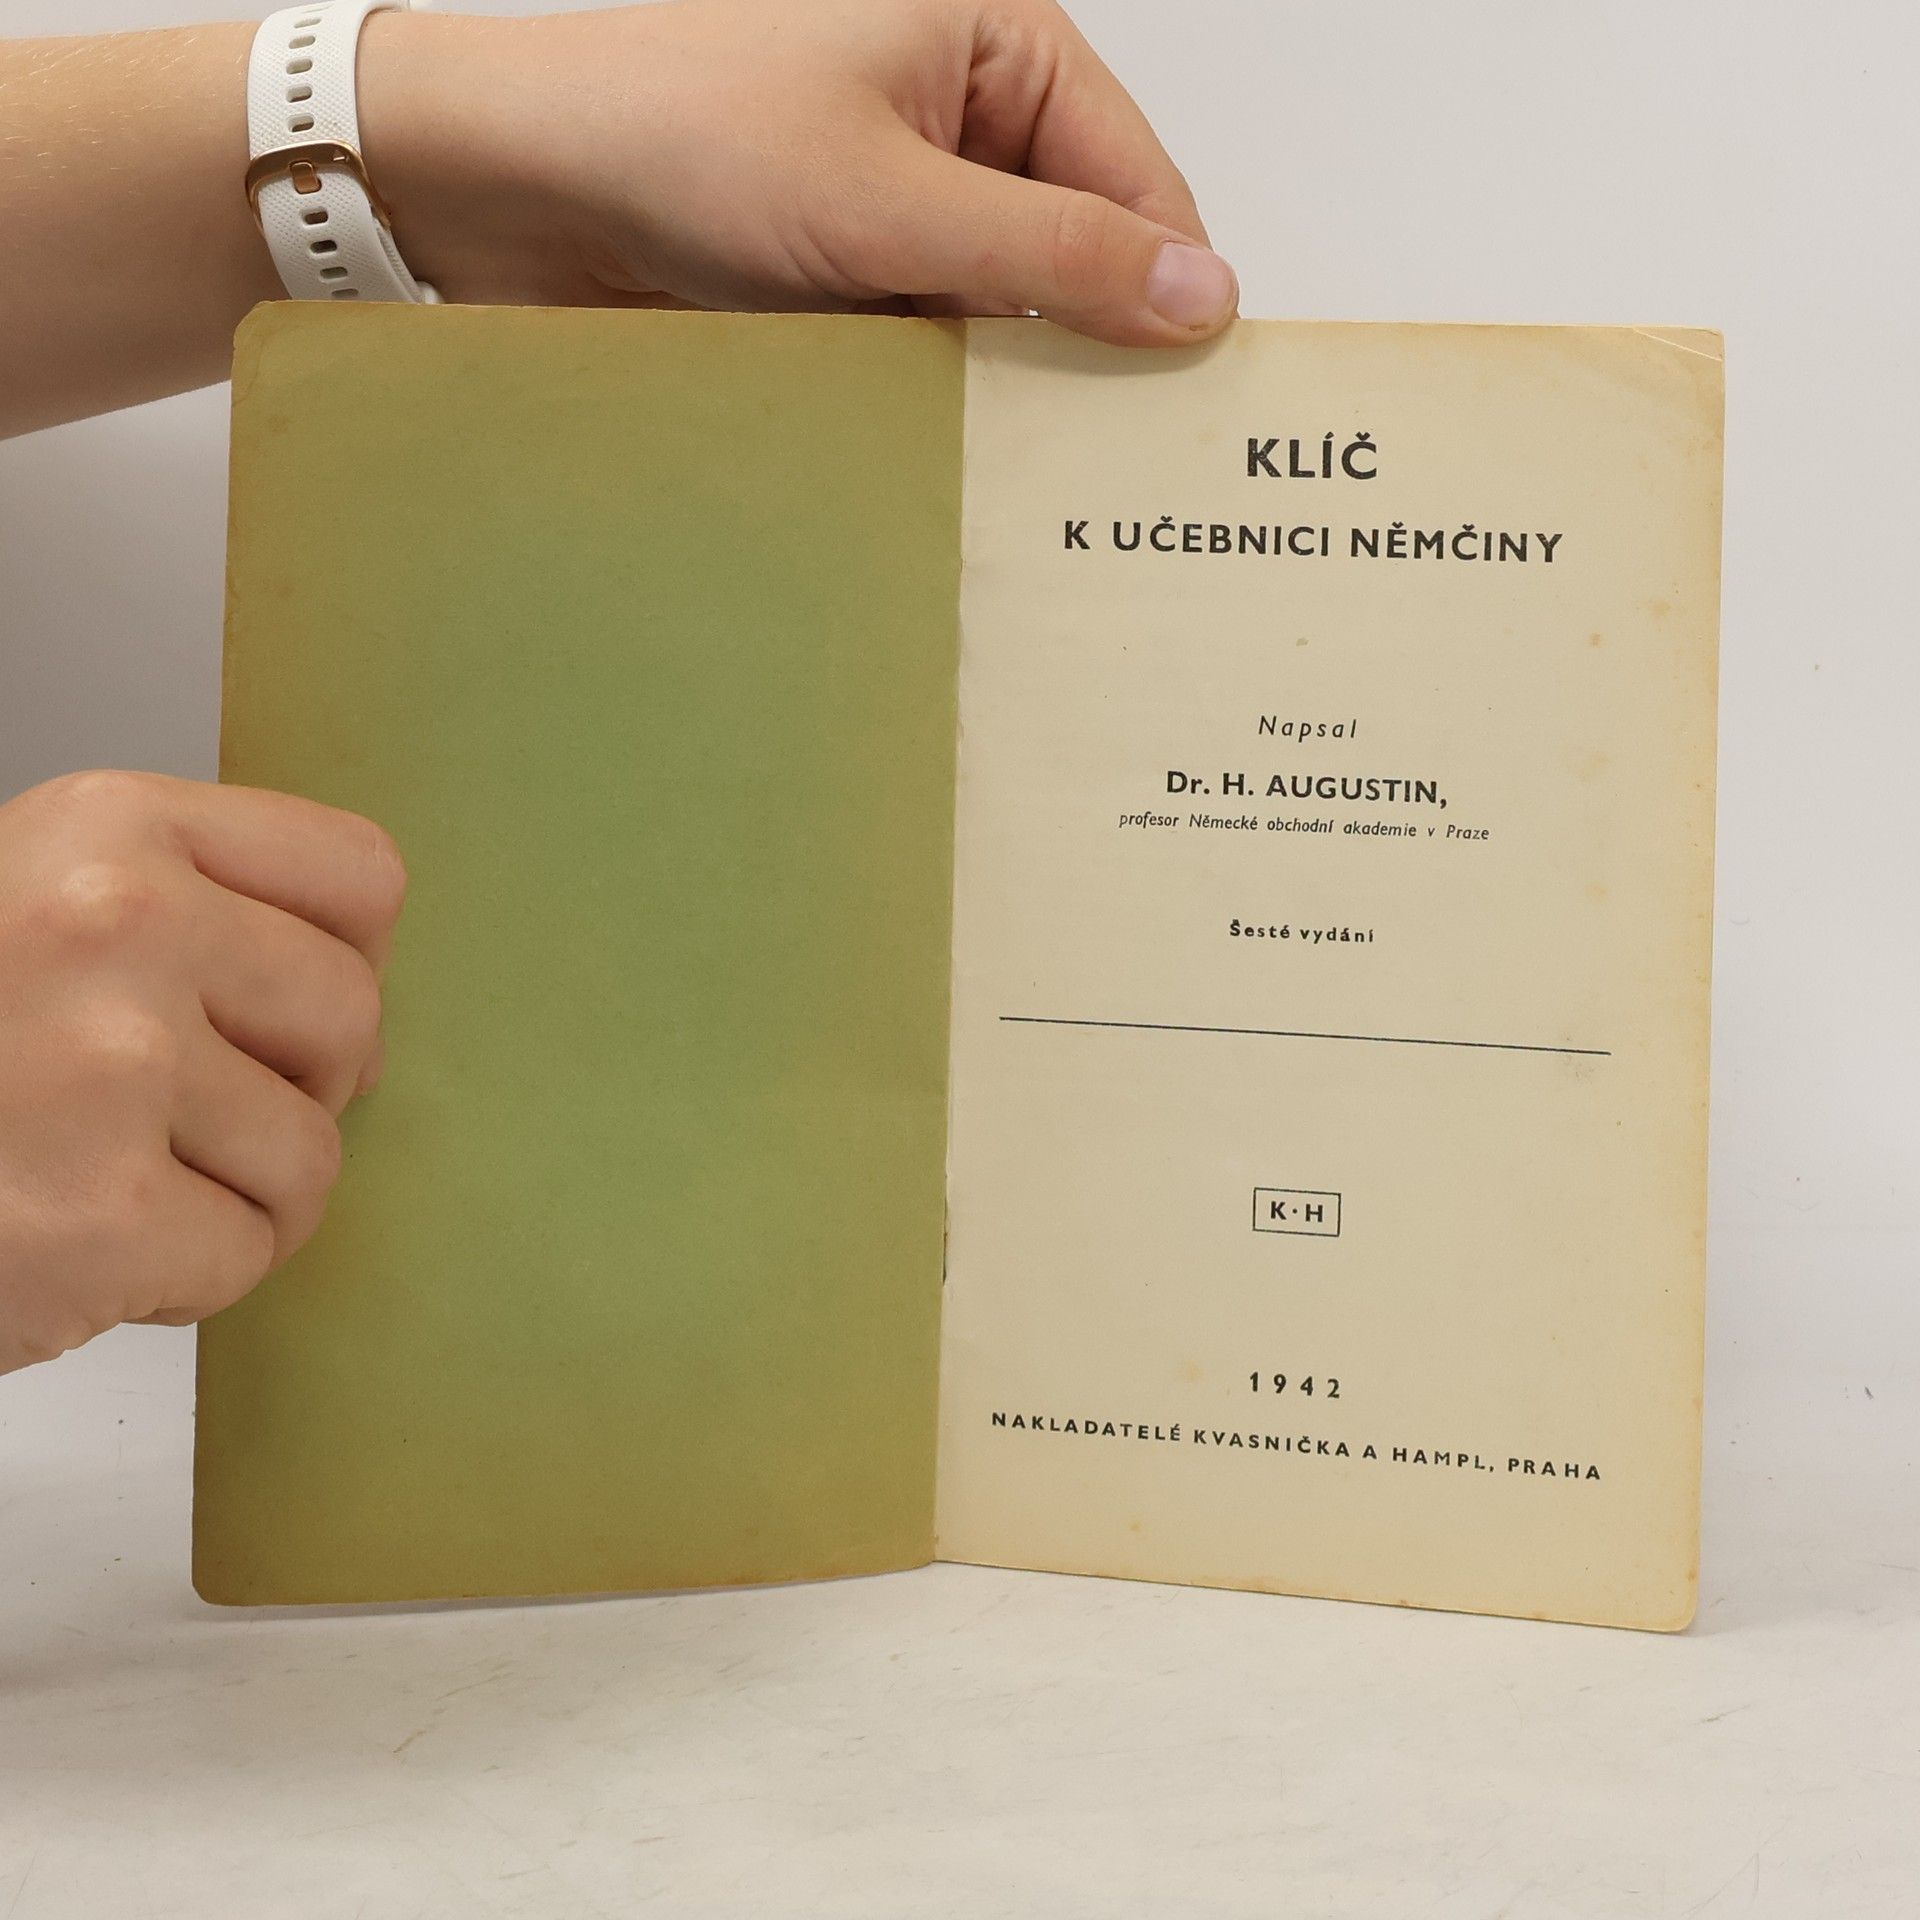 KLÍČ
K UČEBNICI NĚMČINY
Napsal
Dr. H. AUGUSTIN,
profesor Německé obchodní akademie v Praze
Šesté vydání
K·H
1942
NAKLADATELÉ KVASNIČKA A HAMPL, PRAHA